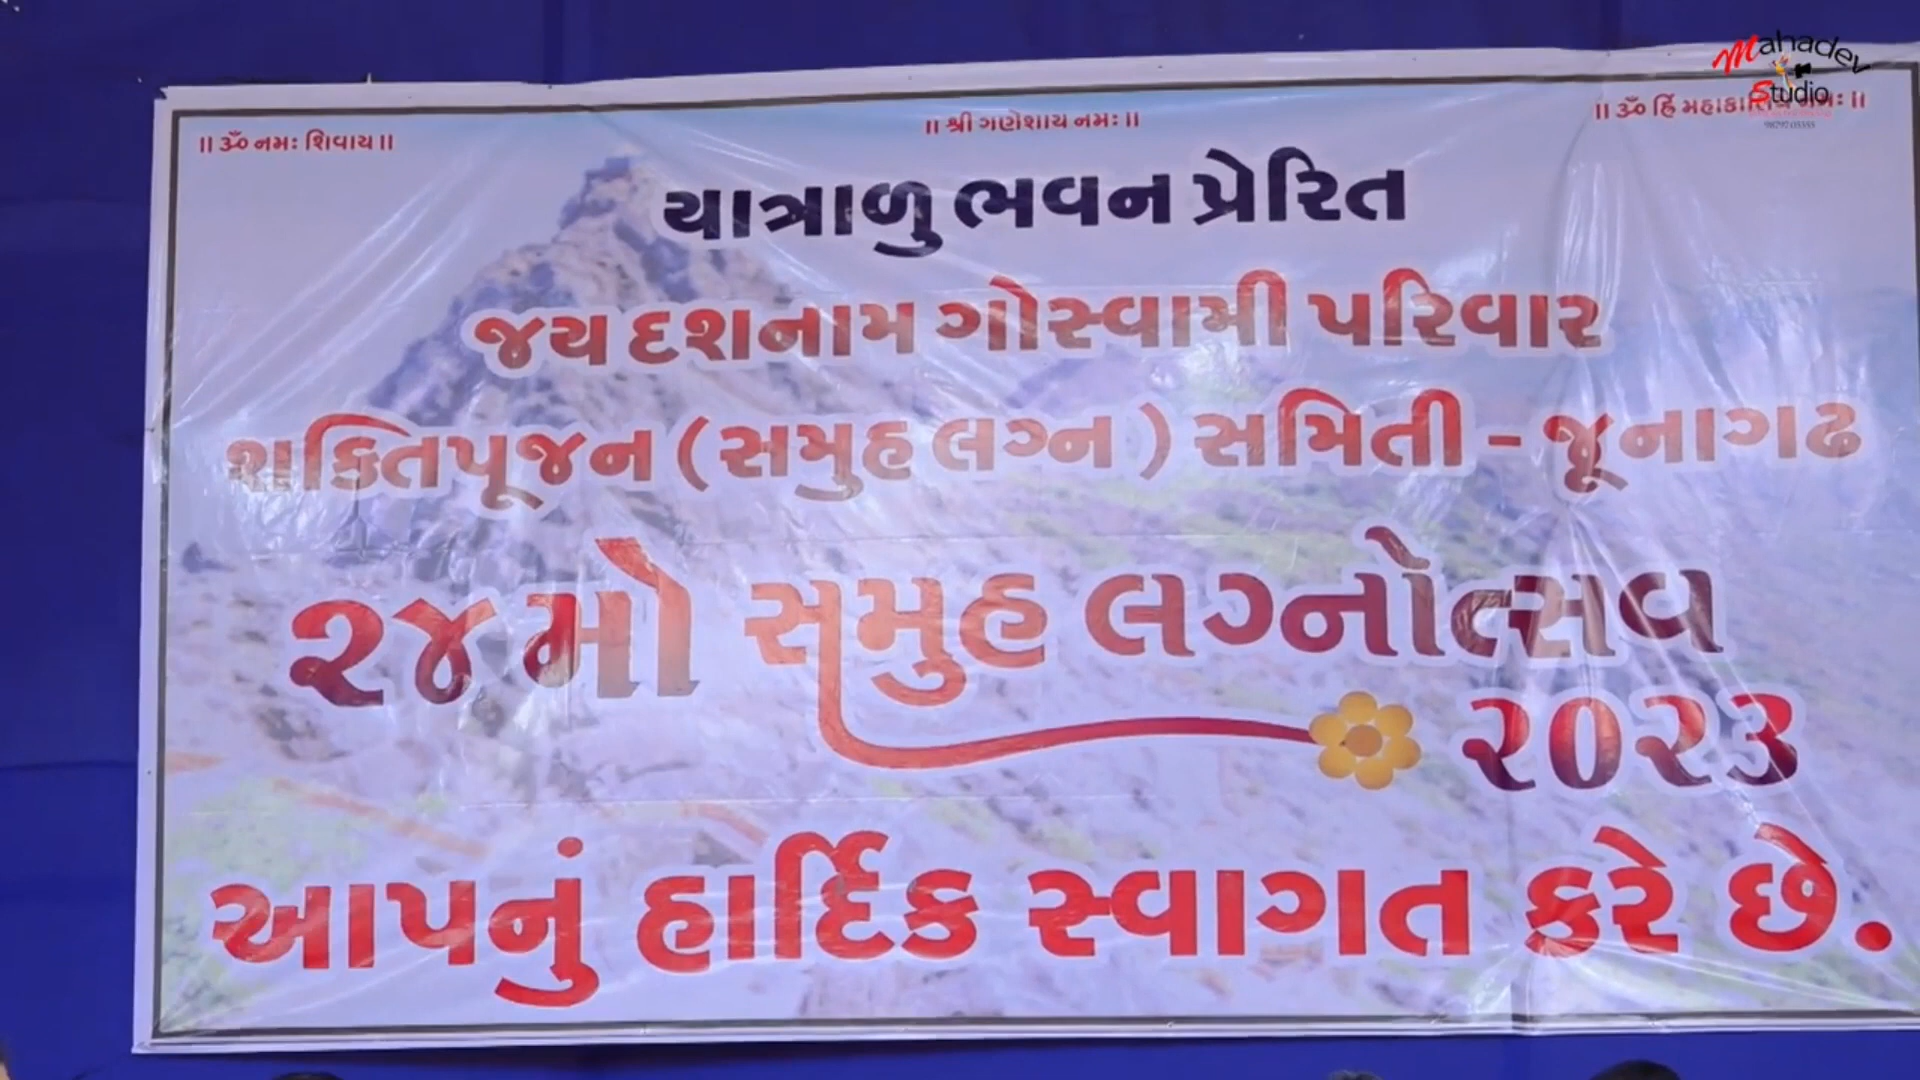 Mahadev
Studio
|| ૐ નમઃ શિવાય || || શ્રી ગણેશાય નમઃ || || ૐ હ્રિં
યાત્રાળુ ભવન પ્રેરિત
જય દશનામ ગોસ્વામી પરિવાર
શક્તિપૂજન ( સમુહ લગ્ન ) સમિતી - જૂનાગઢ
૨૪મો સમુહ લગ્નોત્સવ
૨૦૨૩
આપનું હાર્દિક સ્વાગત કરે છે.